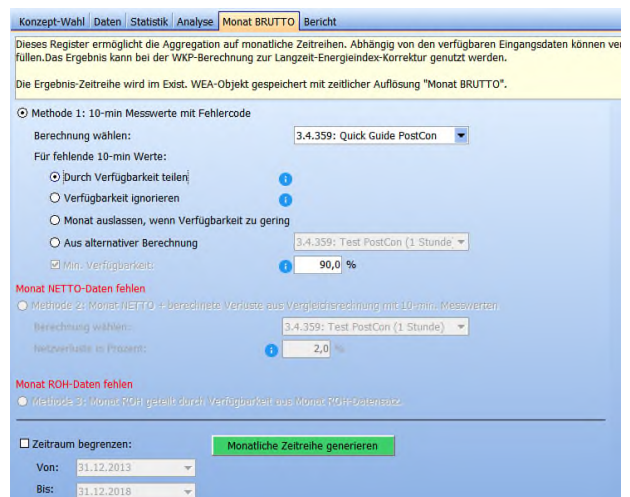 Konzept-Wahl Daten Statistik Analyse Monat BRUTTO Bericht
Dieses Register ermöglicht die Aggregation auf monatliche Zeitreihen. Abhängig von den verfügbaren Eingangsdaten können ver
füllen.Das Ergebnis kann bei der WKP-Berechnung zur Langzeit-Energieindex-Korrektur genutzt werden.
Die Ergebnis-Zeitreihe wird im Exist. WEA-Objekt gespeichert mit zeitlicher Auflösung "Monat BRUTTO".
Methode 1: 10-min Messwerte mit Fehlercode
Berechnung wählen: 3.4.359: Quick Guide PostCon
Für fehlende 10-min Werte:
Durch Verfügbarkeit teilen
Verfügbarkeit ignorieren
Monat auslassen, wenn Verfügbarkeit zu gering
Aus alternativer Berechnung 3.4.359: Test PostCon (1 Stunde
Min. Verfügbarkeit: 90,0 %
Monat NETTO-Daten fehlen
Methode 2: Monat NETTO + berechnete Verluste aus Vergleichsrechnung mit 10-min. Messwerten
Berechnung wählen: 3.4.359: Test PostCon (1 Stunde)
Netzverluste in Prozent: 2,0 %
Monat ROH-Daten fehlen
Methode 3: Monat ROH geteilt durch Verfügbarkeit aus Monat ROH-Datensatz.
Zeitraum begrenzen: Monatliche Zeitreihe generieren
Von: 31.12.2013
Bis: 31.12.2018